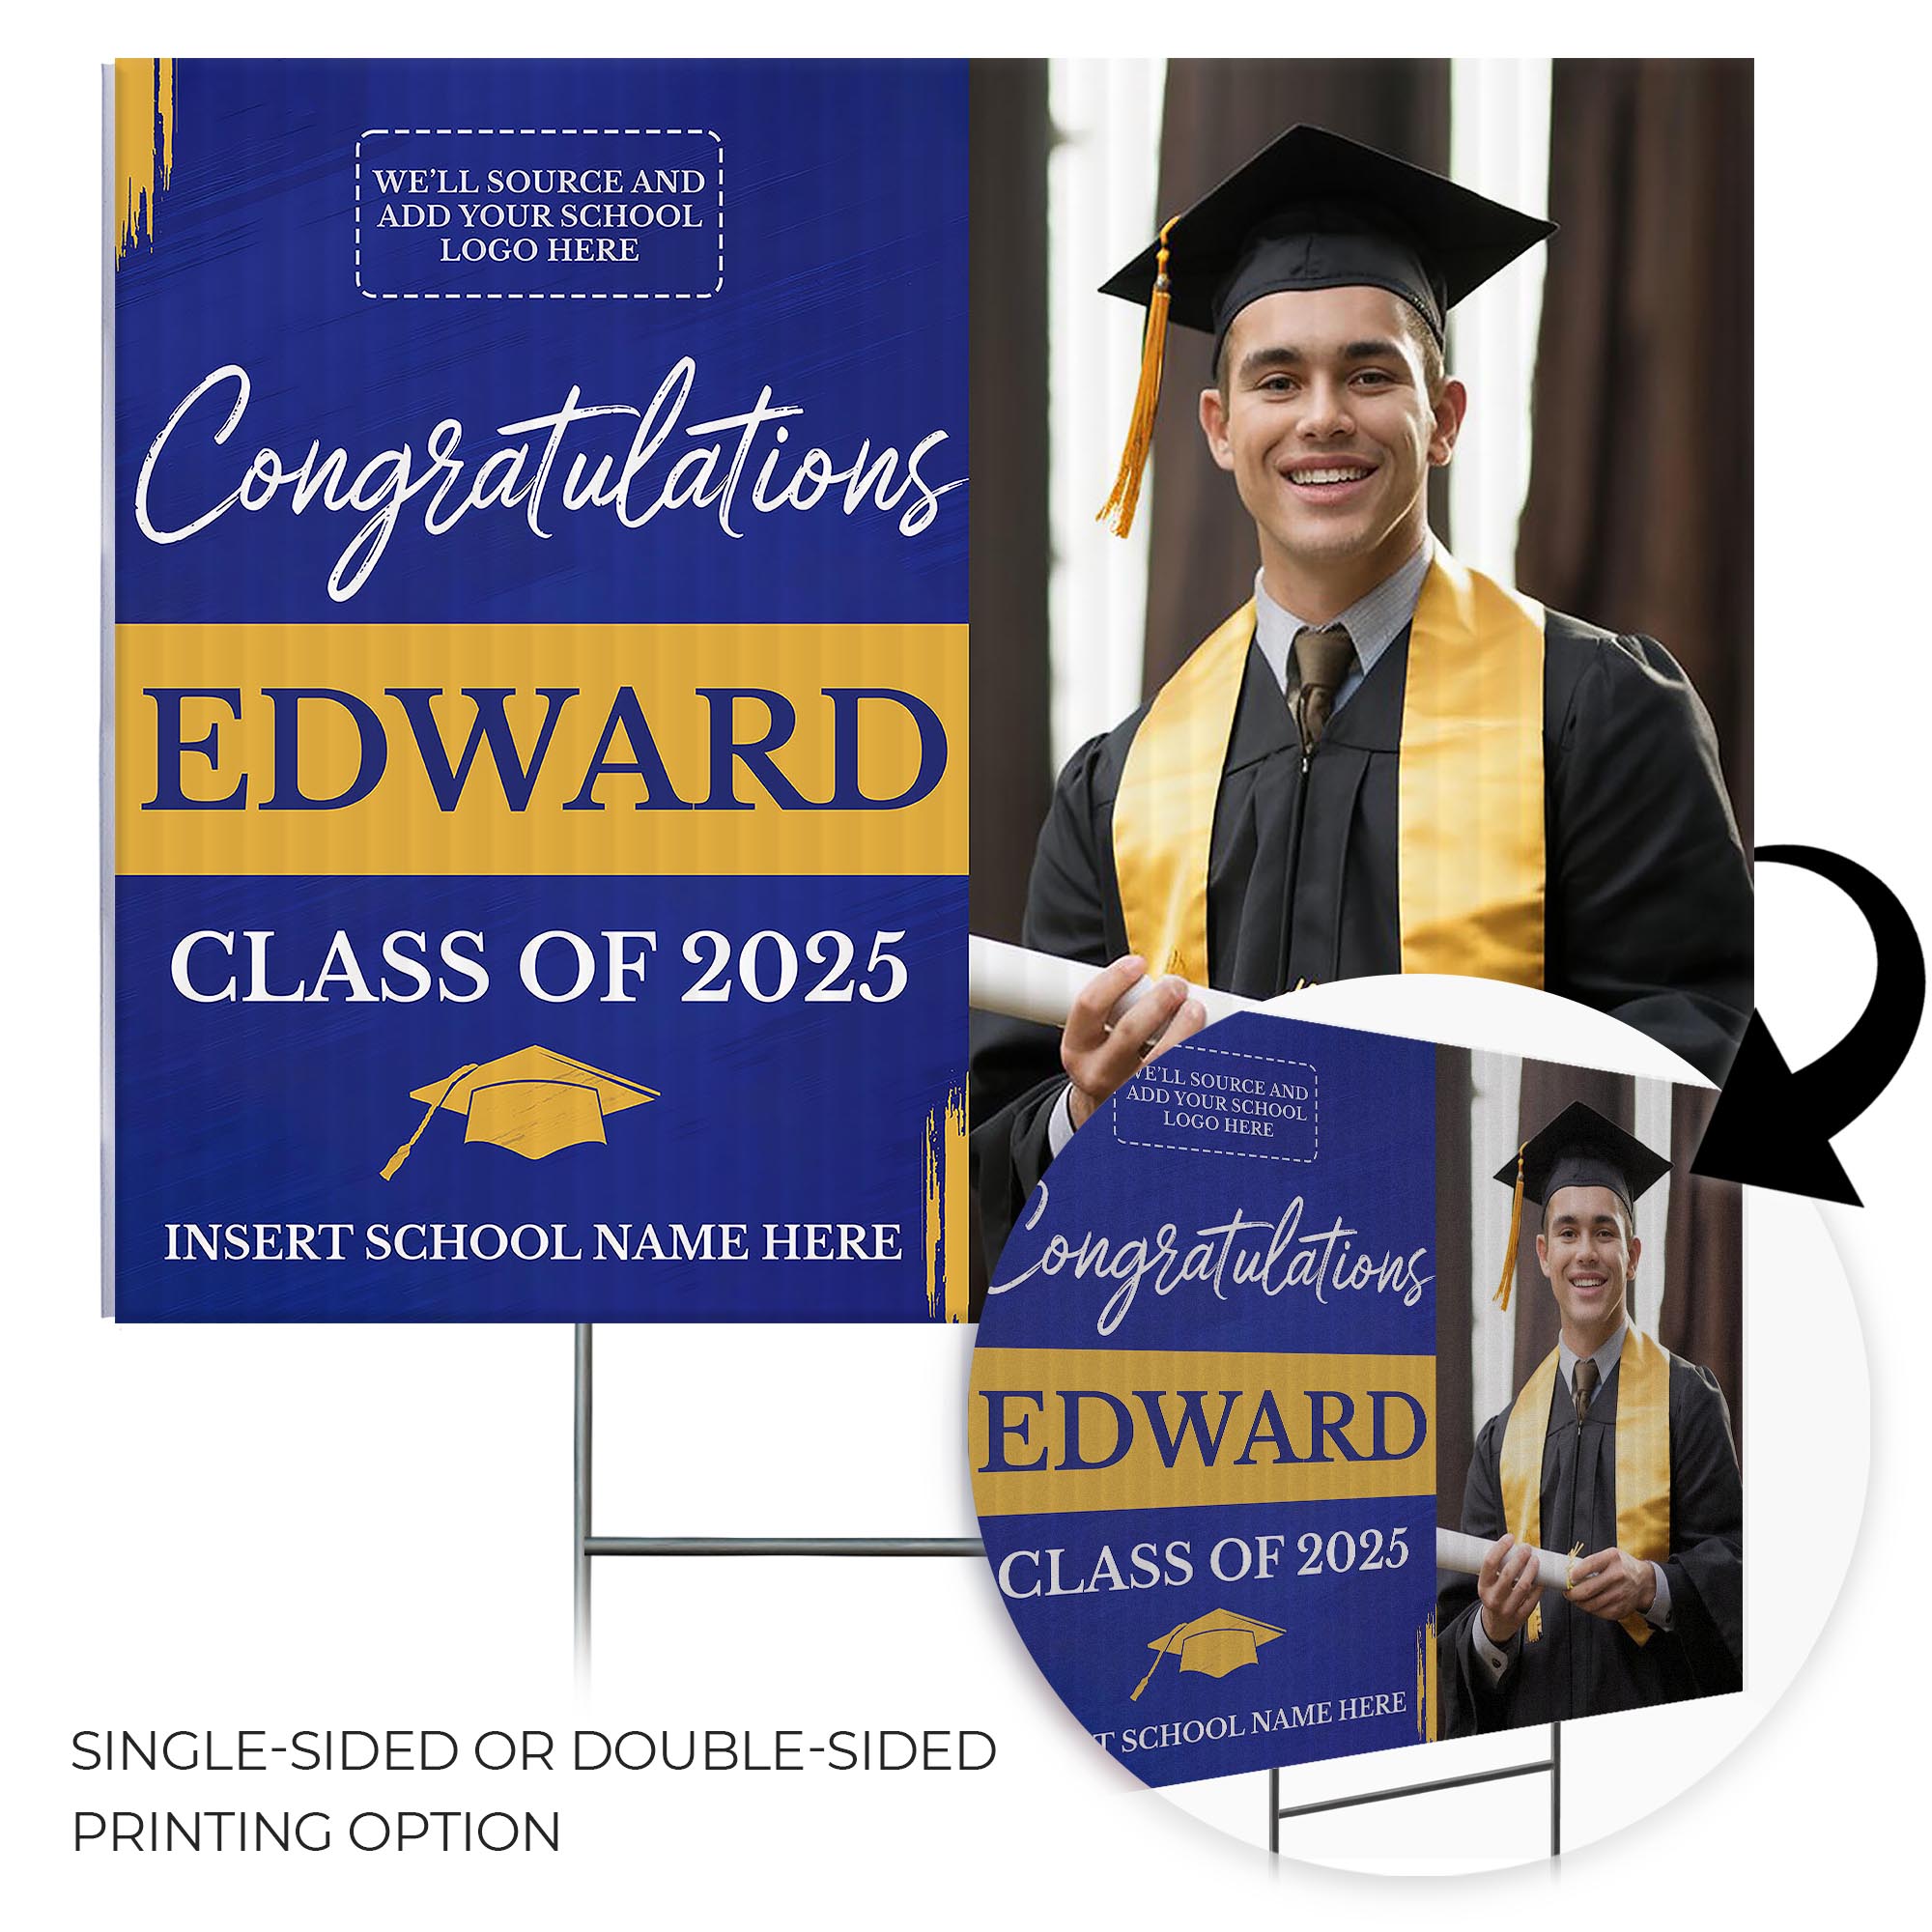 WE'LL SOURCE AND
ADD YOUR SCHOOL
LOGO HERE
Congratulations
EDWARD
CLASS OF 2025
INSERT SCHOOL NAME HERE
WE'LL SOURCE AND
ADD YOUR SCHOOL
LOGO HERE
Congratulations
EDWARD
CLASS OF 2025
T SCHOOL NAME HERE
SINGLE-SIDED OR DOUBLE-SIDED
PRINTING OPTION